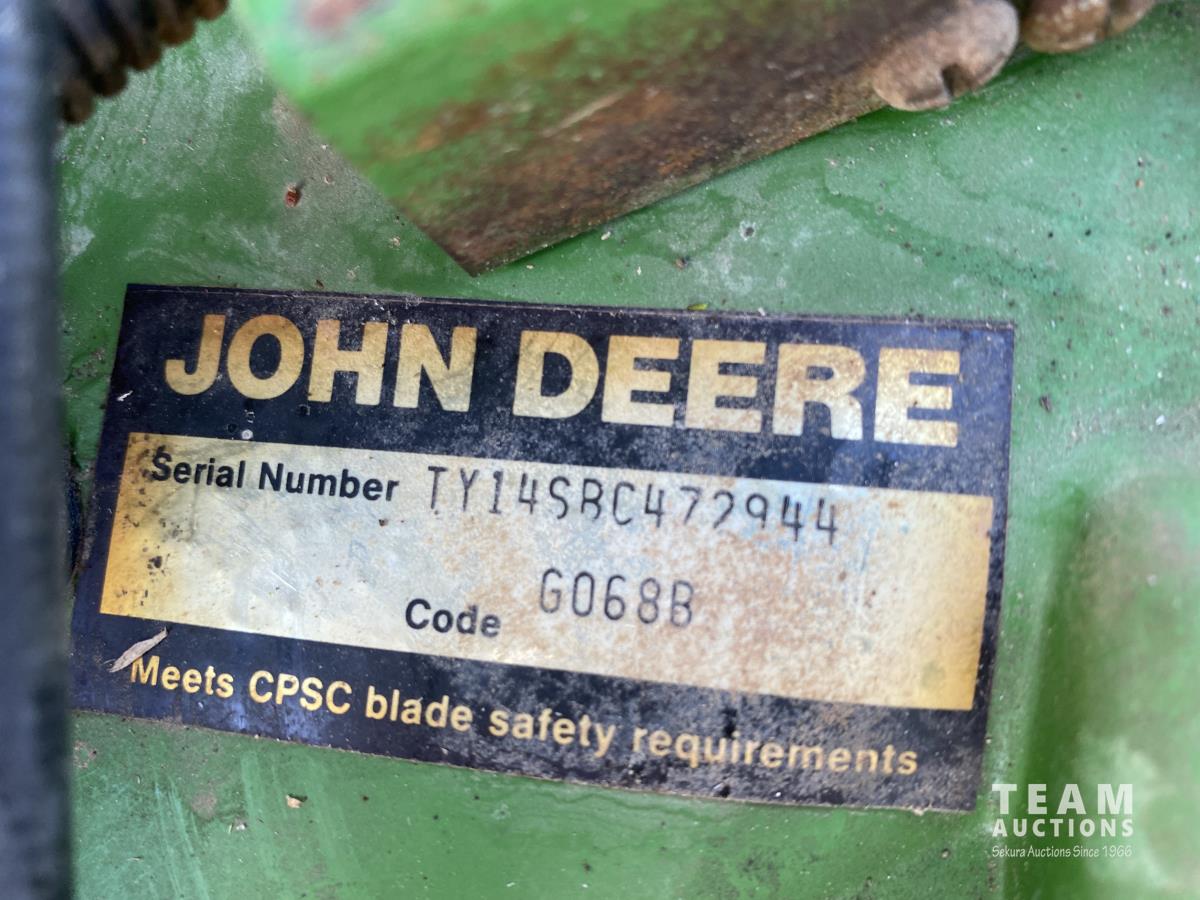 JOHN DEERE
Serial Number TY14SBC472944
Code G068B
Meets CPSC blade safety requirements
TEAM
AUCTIONS
Sekura Auctions Since 1966